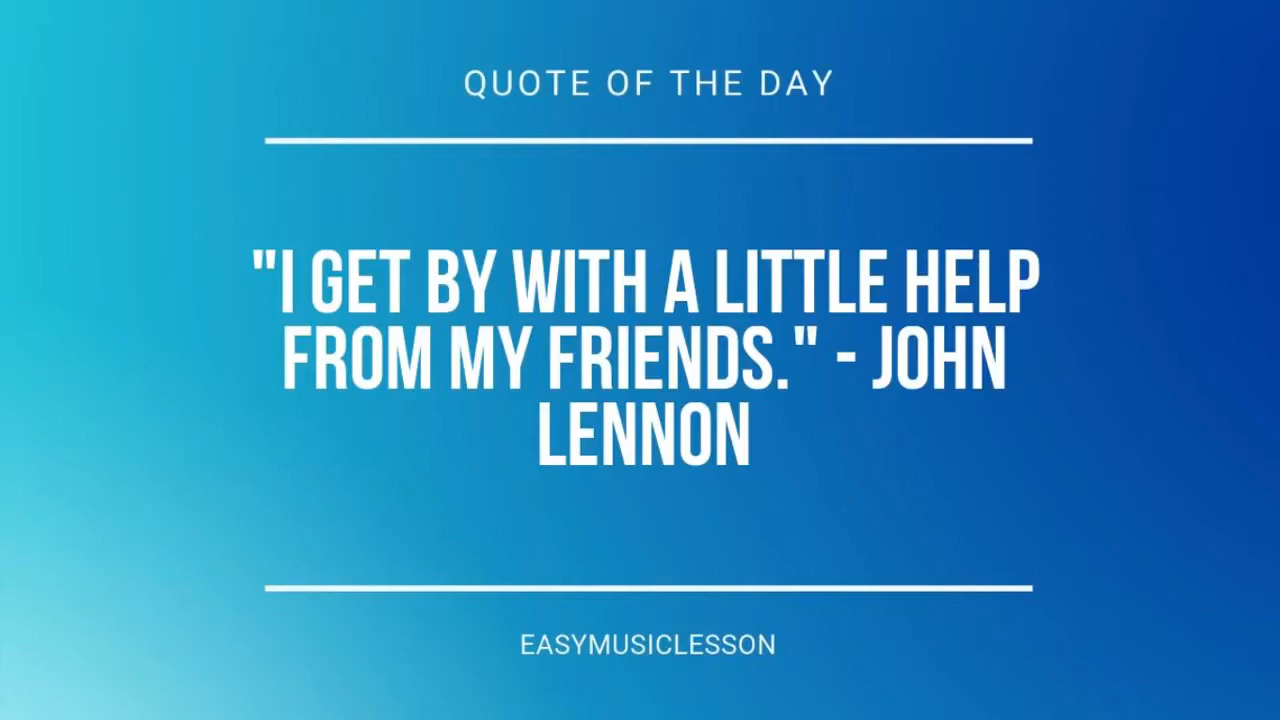 QUOTE OF THE DAY
"I GET BY WITH A LITTLE HELP
FROM MY FRIENDS." - JOHN
LENNON
EASYMUSICLESSON